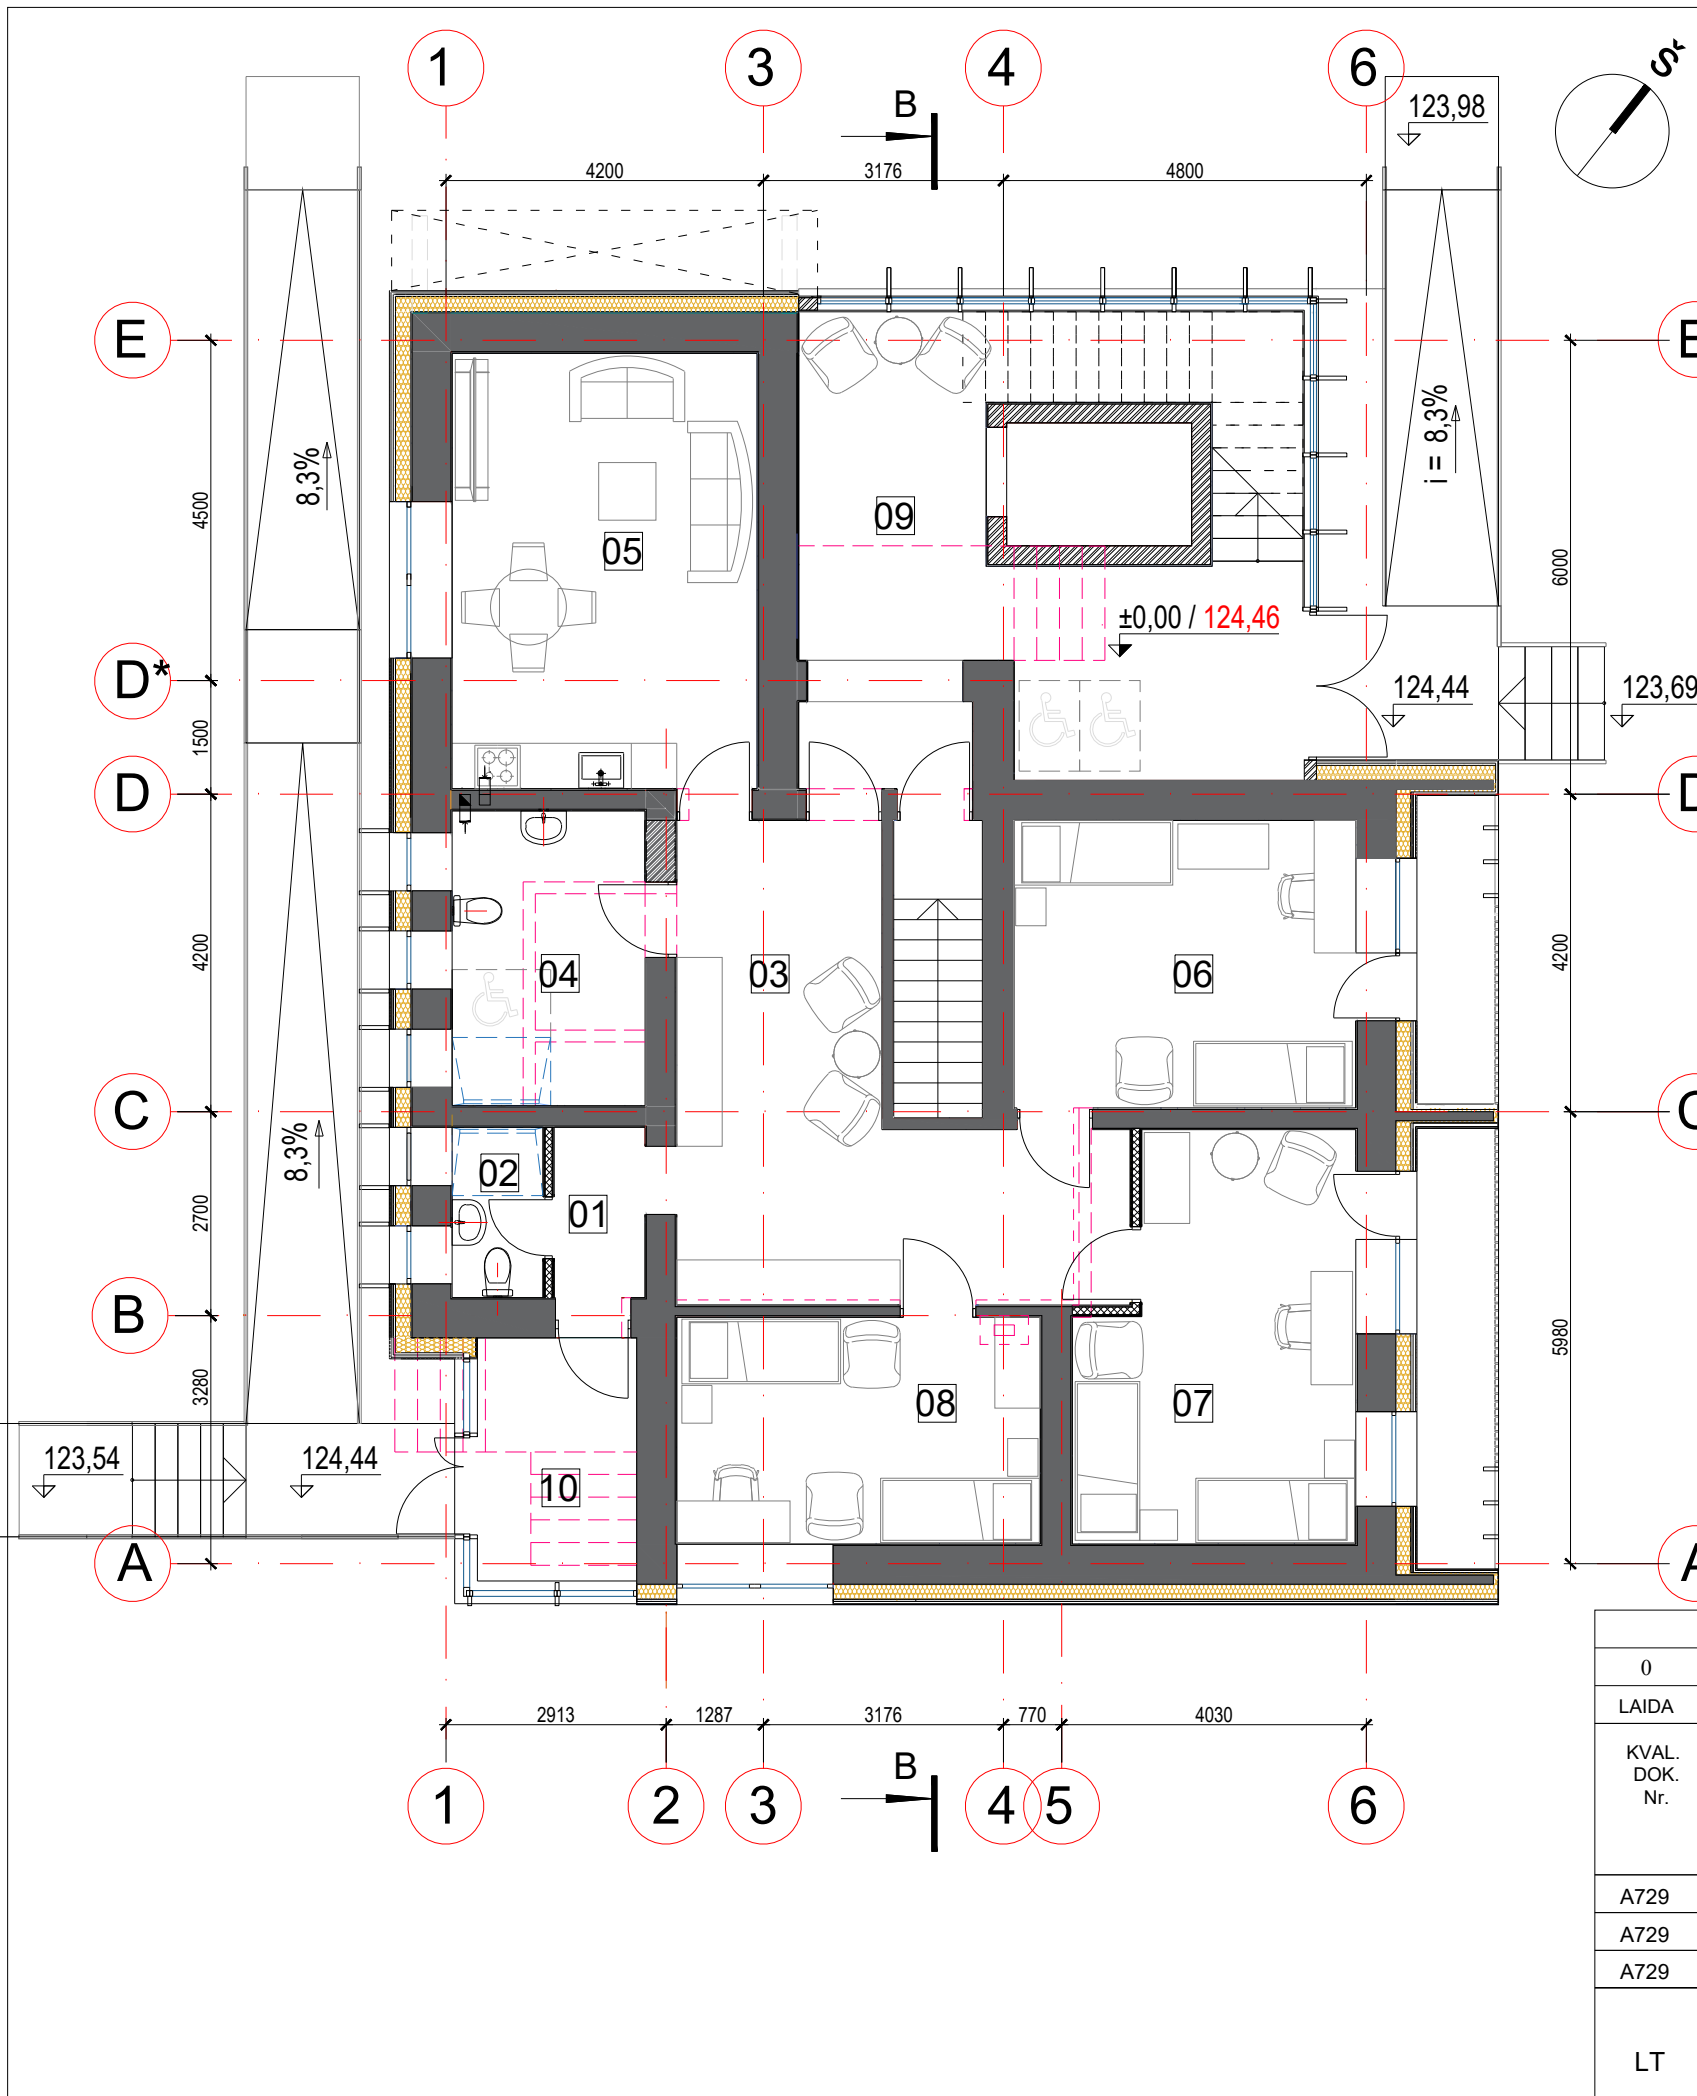 1
3
4
6
Š
B
123,98
4200
3176
4800
E
E
8,3%
i = 8,3%
4500
09
05
6000
±0,00 / 124,46
D*
124,44
123,69
1500
D
D
4200
04
03
06
4200
C
C
8,3%
02
2700
01
B
3280
08
07
5980
123,54
124,44
10
A
A
0
LAIDA
2913
1287
3176
770
4030
KVAL.
DOK.
Nr.
B
1
2
3
4
5
6
A729
A729
A729
LT